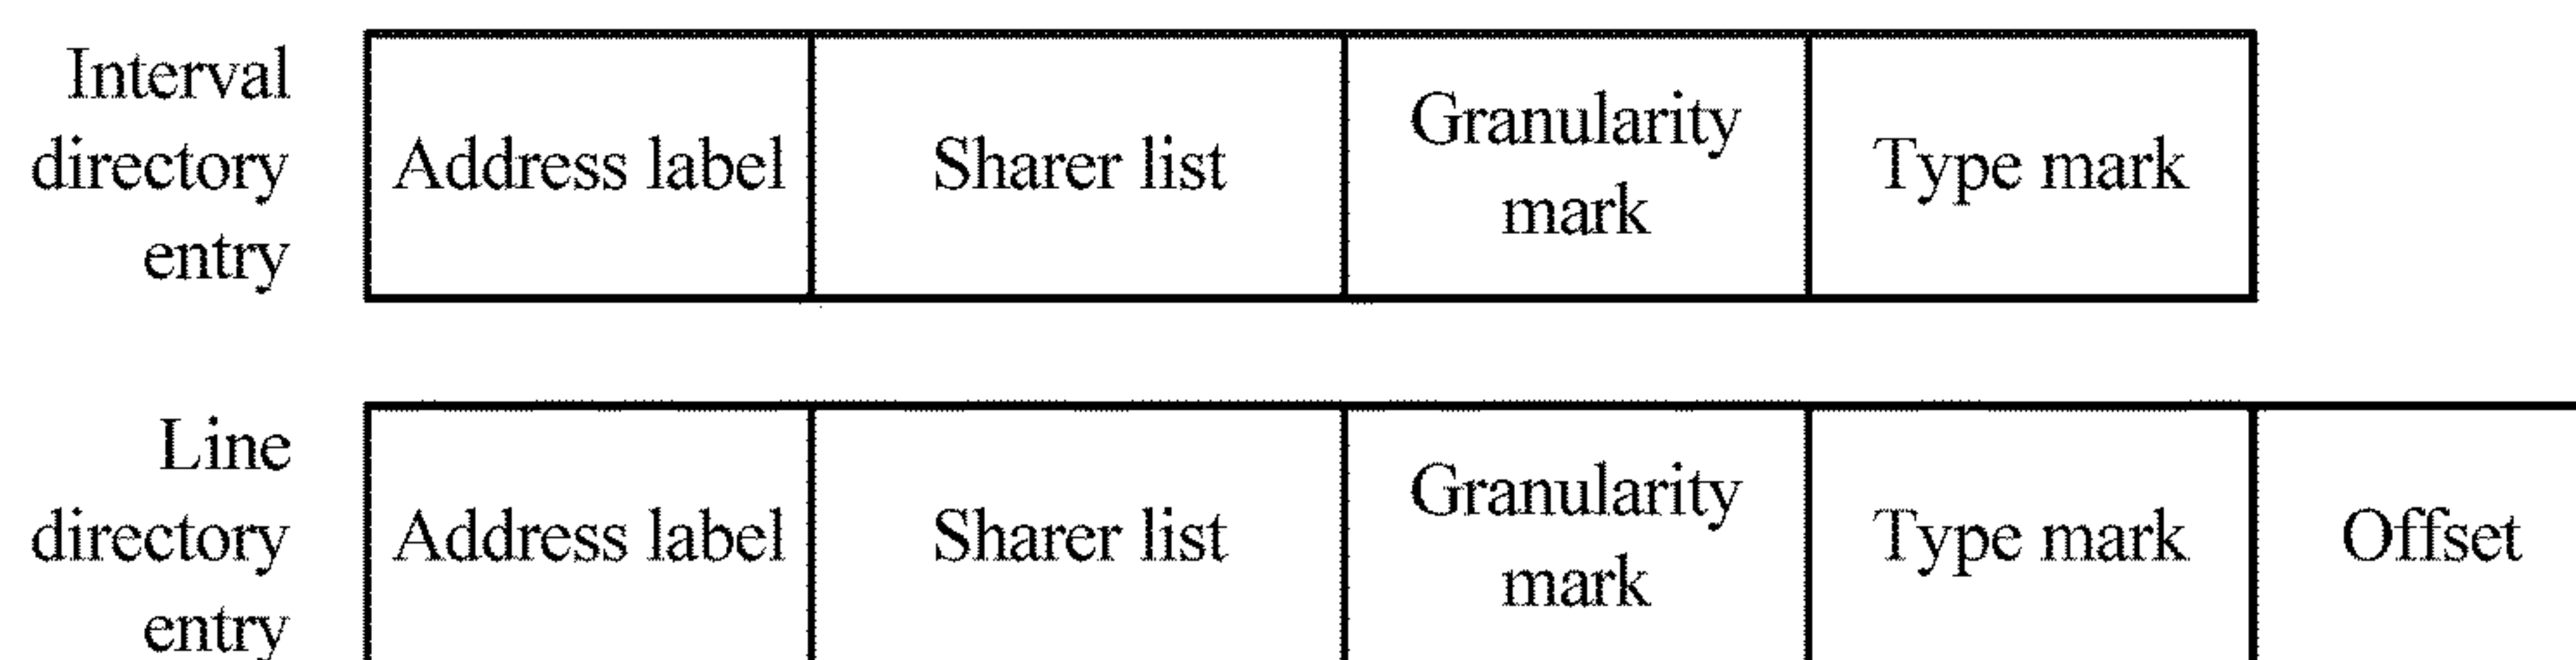 Interval
directory
entry
Address label
Sharer list
Granularity
mark
Type mark
Line
directory
entry
Address label
Sharer list
Granularity
mark
Type mark
Offset